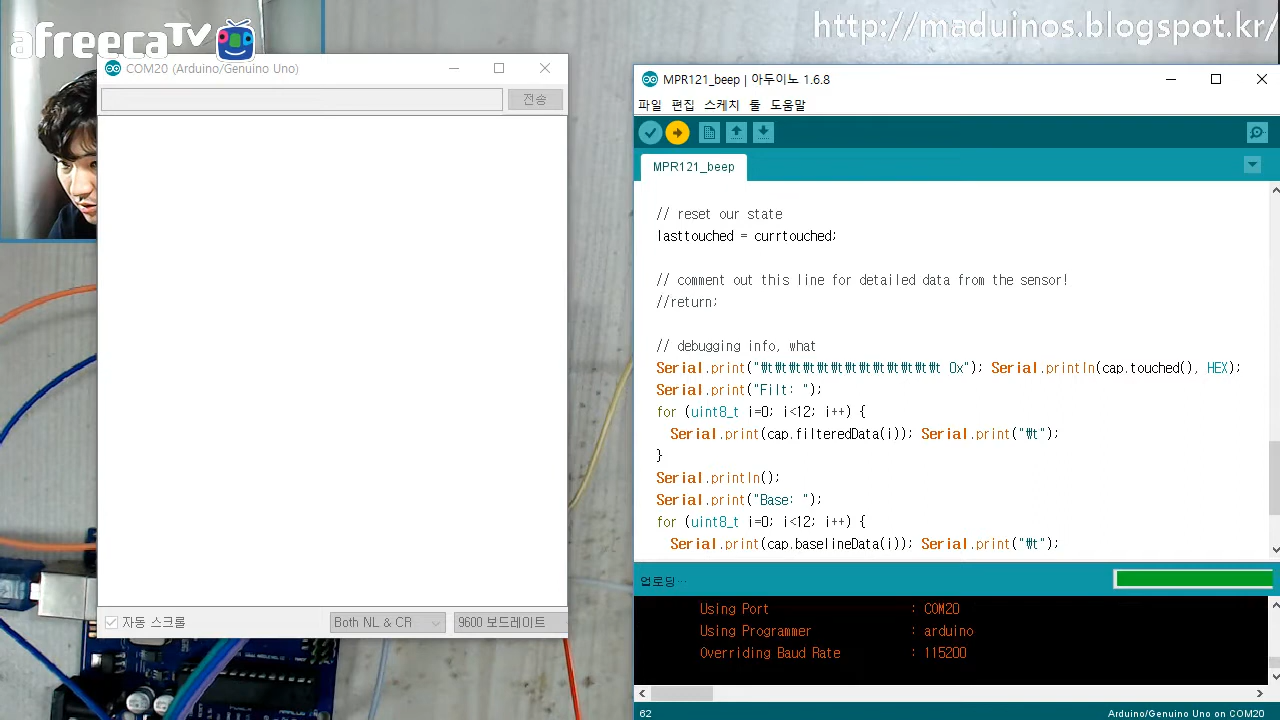 http://maduinos.blogspot.kr/
afreecaTV
COM20 (Arduino/Genuino Uno)
전송
자동 스크롤
Both NL & CR
9600 보드레이트
MPR121_beep | 아두이노 1.6.8
파일 편집 스케치 툴 도움말
MPR121_beep
// reset our state
lasttouched = currtouched;
// comment out this line for detailed data from the sensor!
//return;
// debugging info, what
Serial.print("₩t₩t₩t₩t₩t₩t₩t₩t₩t₩t₩t₩t₩t 0x"); Serial.println(cap.touched(), HEX);
Serial.print("Filt: ");
for (uint8_t i=0; i<12; i++) {
Serial.print(cap.filteredData(i)); Serial.print("₩t");
}
Serial.println();
Serial.print("Base: ");
for (uint8_t i=0; i<12; i++) {
Serial.print(cap.baselineData(i)); Serial.print("₩t");
업로딩...
Using Port : COM20
Using Programmer : arduino
Overriding Baud Rate : 115200
62
Arduino/Genuino Uno on COM20